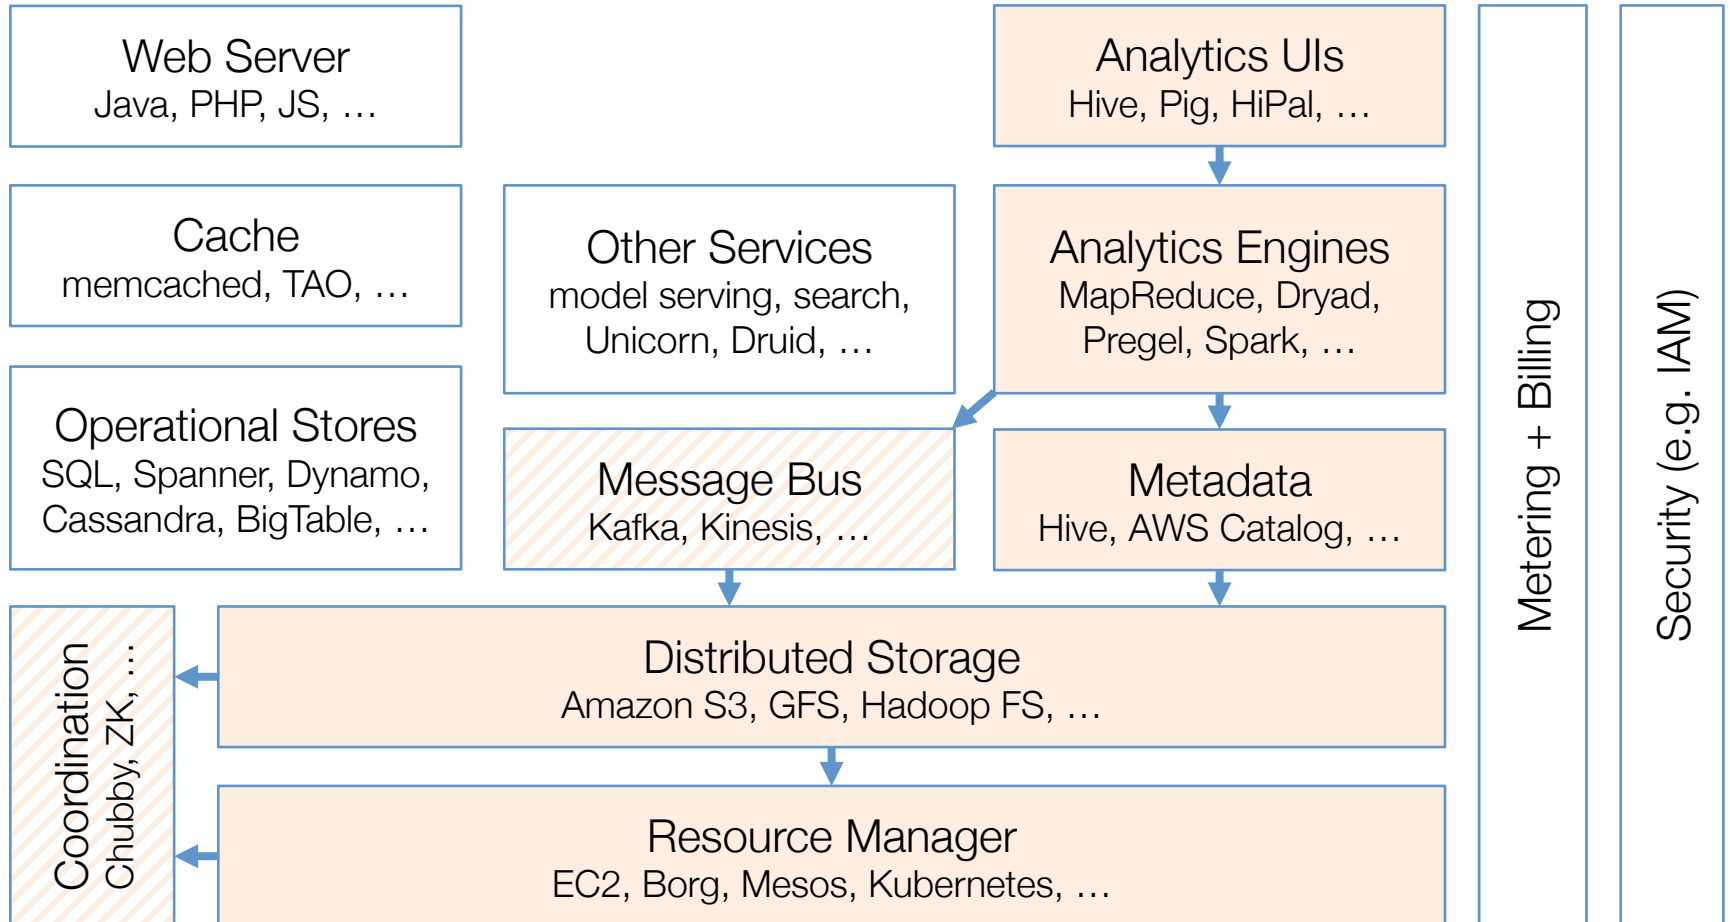 Web Server
Java, PHP, JS, …
Analytics UIs
Hive, Pig, HiPal, …
Cache
memcached, TAO, …
Other Services
model serving, search,
Unicorn, Druid, …
Analytics Engines
MapReduce, Dryad,
Pregel, Spark, …
Operational Stores
SQL, Spanner, Dynamo,
Cassandra, BigTable, …
Message Bus
Kafka, Kinesis, …
Metadata
Hive, AWS Catalog, …
Coordination
Chubby, ZK, …
Distributed Storage
Amazon S3, GFS, Hadoop FS, …
Resource Manager
EC2, Borg, Mesos, Kubernetes, …
Metering + Billing
Security (e.g. IAM)